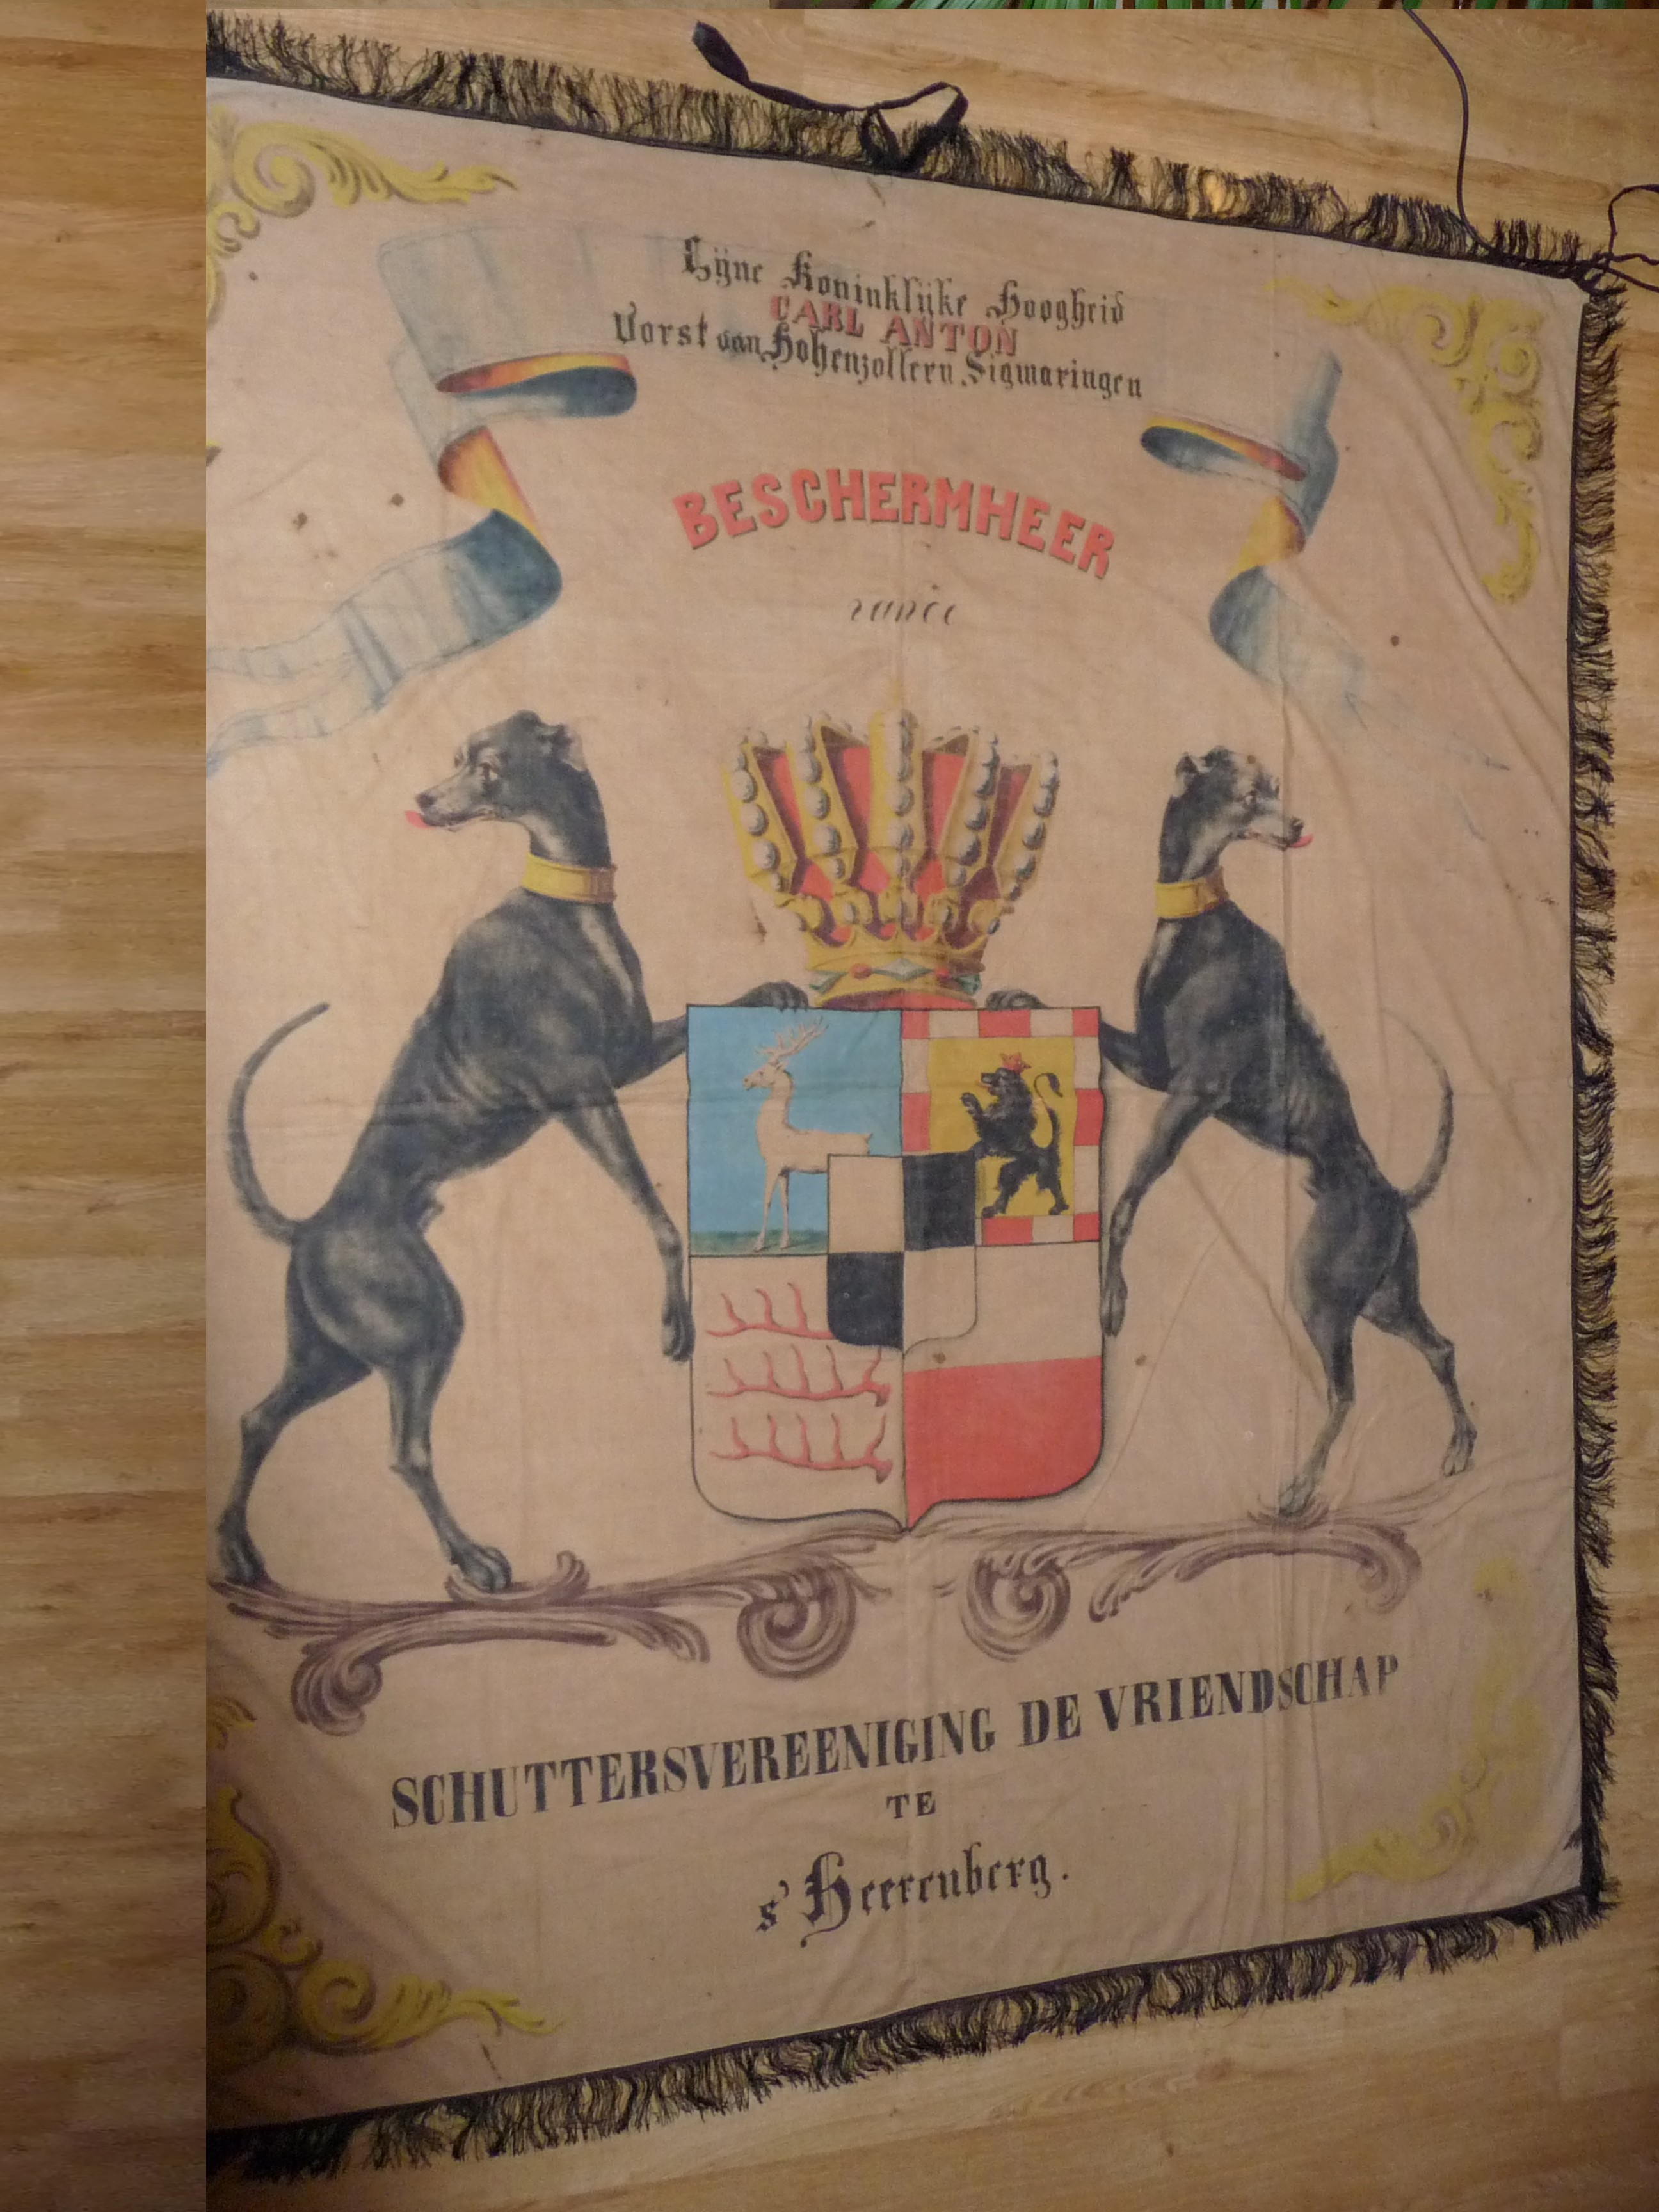 Zijne Koninklijke Hoogheid
CARL ANTON
Vorst van Hohenzollern Sigmaringen
BESCHERMHEER
SCHUTTERSVEREENIGING DE VRIENDSCHAP
TE
s' Heerenberg.